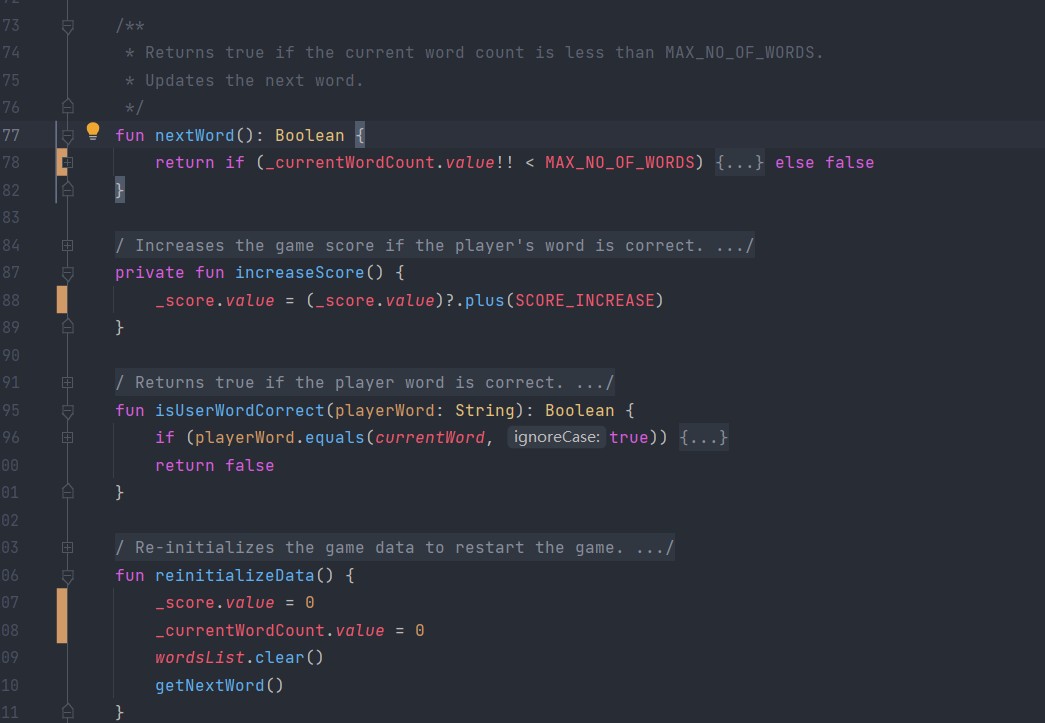 73 /**
74 * Returns true if the current word count is less than MAX_NO_OF_WORDS.
75 * Updates the next word.
76 */
77 fun nextWord(): Boolean {
78 return if (_currentWordCount.value!! < MAX_NO_OF_WORDS) {...} else false
82 }
83
84 / Increases the game score if the player's word is correct. .../
87 private fun increaseScore() {
88 _score.value = (_score.value)?.plus(SCORE_INCREASE)
89 }
90
91 / Returns true if the player word is correct. .../
95 fun isUserWordCorrect(playerWord: String): Boolean {
96 if (playerWord.equals(currentWord, ignoreCase: true)) {...}
00 return false
01 }
02
03 / Re-initializes the game data to restart the game. .../
06 fun reinitializeData() {
07 _score.value = 0
08 _currentWordCount.value = 0
09 wordsList.clear()
10 getNextWord()
11 }